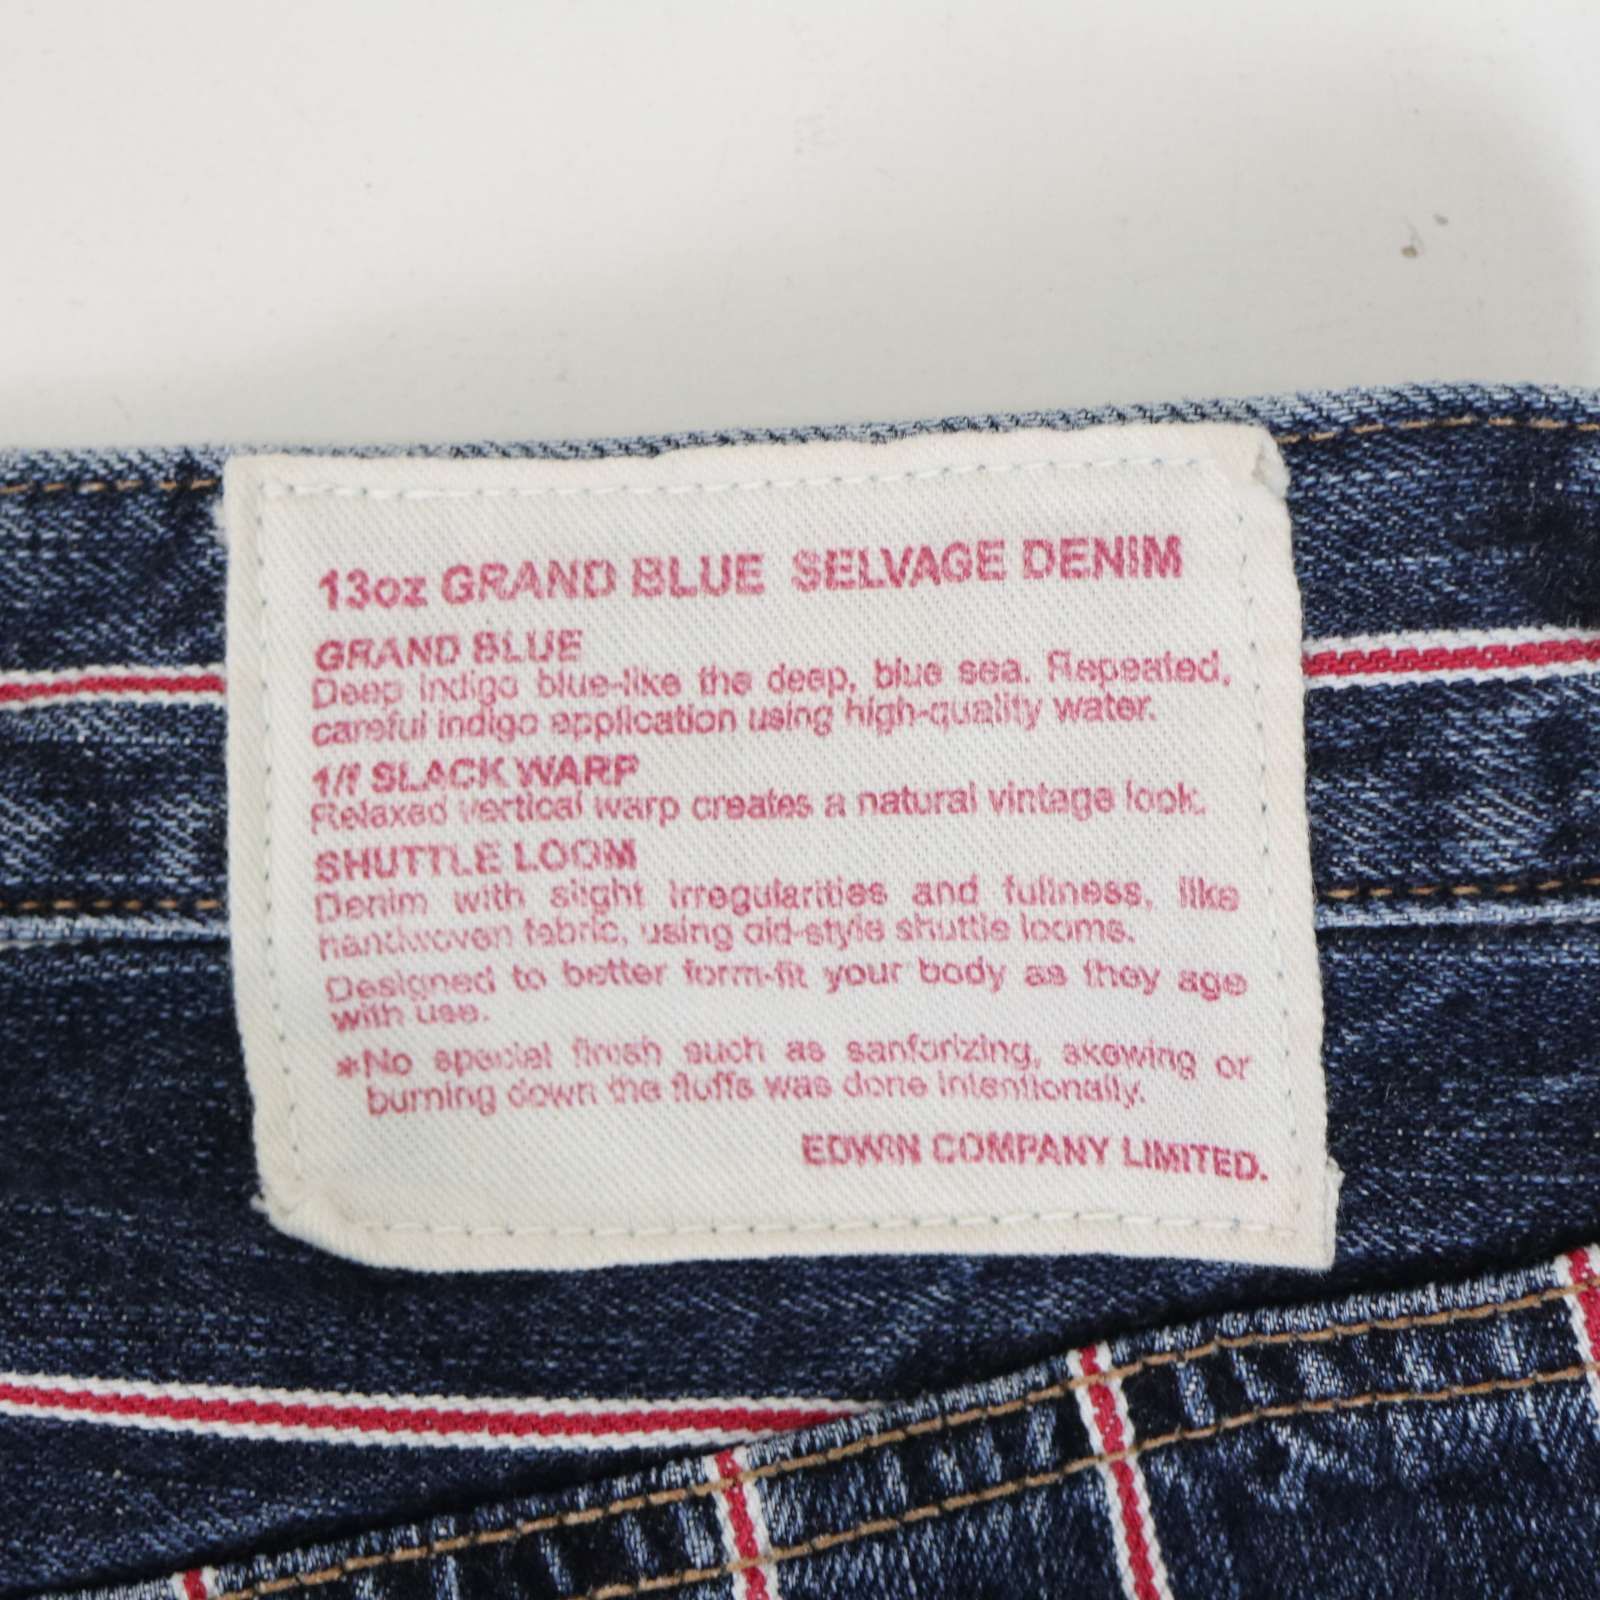 13oz GRAND BLUE SELVAGE DENIM
GRAND BLUE
Deep indigo blue-like the deep, blue sea. Repeated,
careful indigo application using high-quality water.
1/f SLACK WARP
Relaxed vertical warp creates a natural vintage look.
SHUTTLE LOOM
Denim with slight irregularities and fullness, like
handwoven fabric, using old-style shuttle looms.
Designed to better form-fit your body as they age
with use.
*No special finish such as sanforizing, skewing or
burning down the fluffs was done intentionally.
EDWIN COMPANY LIMITED.